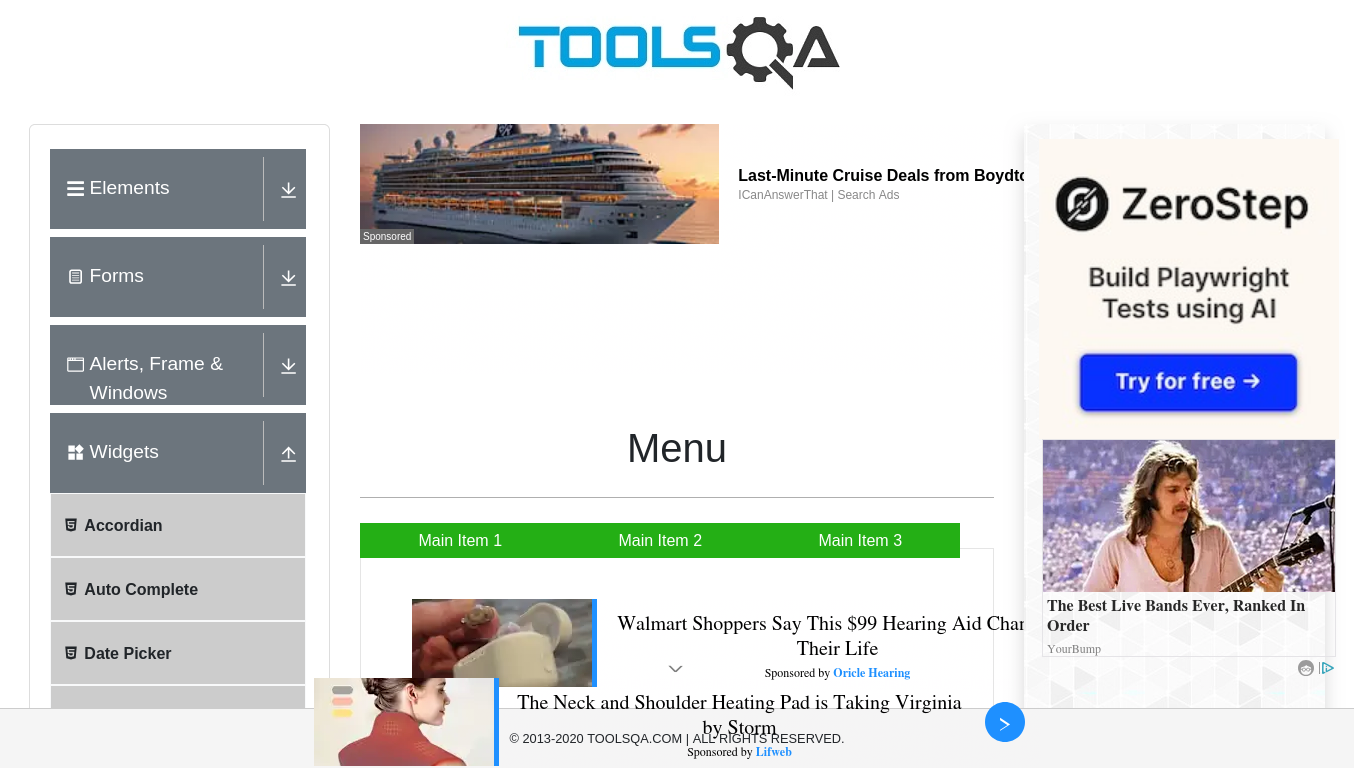 TOOLSQA
Elements
Forms
Alerts, Frame &
Windows
Widgets
Accordian
Auto Complete
Date Picker
Sponsored
Last-Minute Cruise Deals from Boydto
ICanAnswerThat | Search Ads
Menu
Main Item 1
Main Item 2
Main Item 3
Walmart Shoppers Say This $99 Hearing Aid Chan
Their Life
Sponsored by Oricle Hearing
The Neck and Shoulder Heating Pad is Taking Virginia
by Storm
Sponsored by Lifweb
© 2013-2020 TOOLSQA.COM | ALL RIGHTS RESERVED.
ZeroStep
Build Playwright
Tests using AI
Try for free →
The Best Live Bands Ever, Ranked In
Order
YourBump